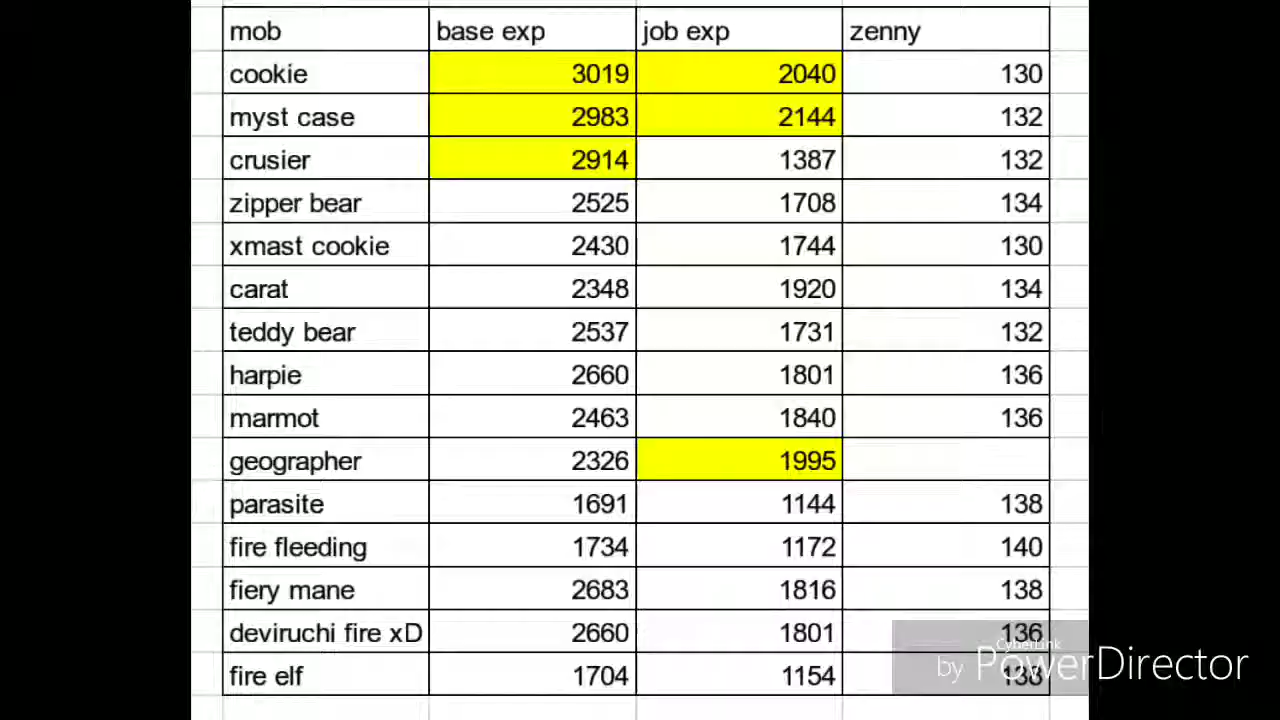 mob base exp job exp zenny
cookie 3019 2040 130
myst case 2983 2144 132
crusier 2914 1387 132
zipper bear 2525 1708 134
xmast cookie 2430 1744 130
carat 2348 1920 134
teddy bear 2537 1731 132
harpie 2660 1801 136
marmot 2463 1840 136
geographer 2326 1995
parasite 1691 1144 138
fire fleeding 1734 1172 140
fiery mane 2683 1816 138
deviruchi fire xD 2660 1801 136
fire elf 1704 1154
CyberLink
by PowerDirector